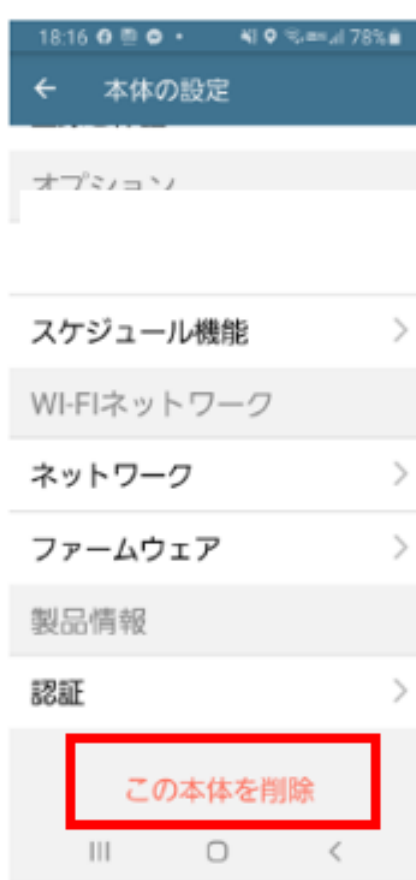 18:16 78%
本体の設定
オプション
スケジュール機能
WI-FIネットワーク
ネットワーク
ファームウェア
製品情報
認証
この本体を削除